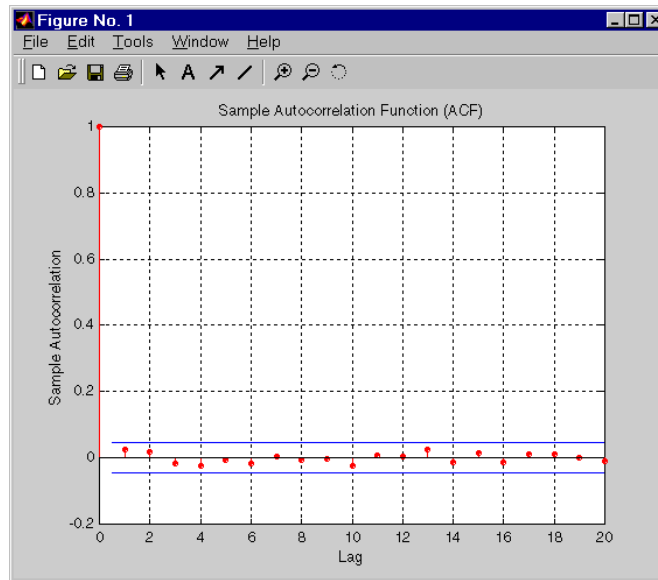 Figure No. 1
File Edit Tools Window Help
A
Sample Autocorrelation Function (ACF)
1
0.8
0.6
0.4
0.2
0
-0.2
Sample Autocorrelation
0 2 4 6 8 10 12 14 16 18 20
Lag